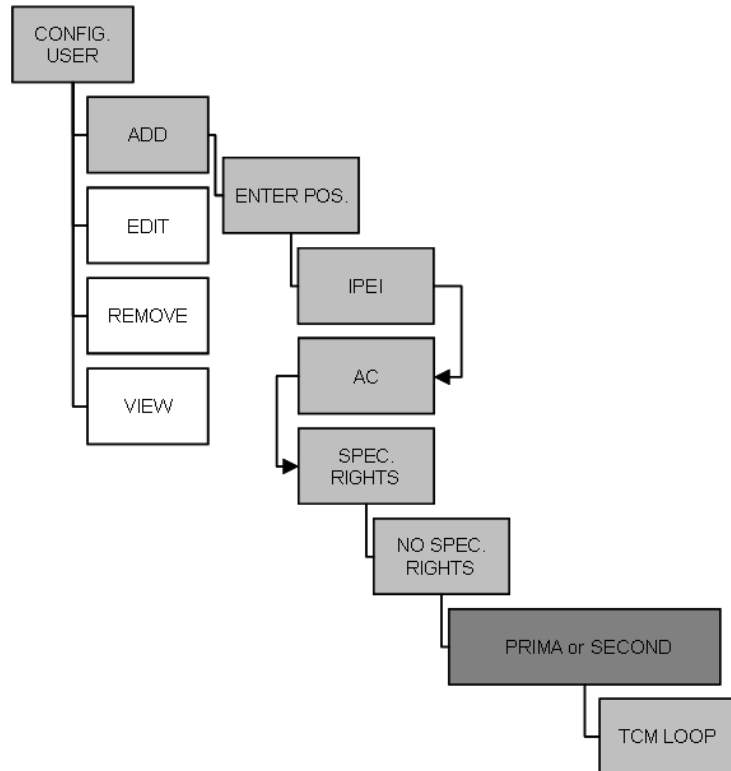 CONFIG.
USER
ADD
ENTER POS.
EDIT
IPEI
REMOVE
AC
VIEW
SPEC.
RIGHTS
NO SPEC.
RIGHTS
PRIMA or SECOND
TCM LOOP